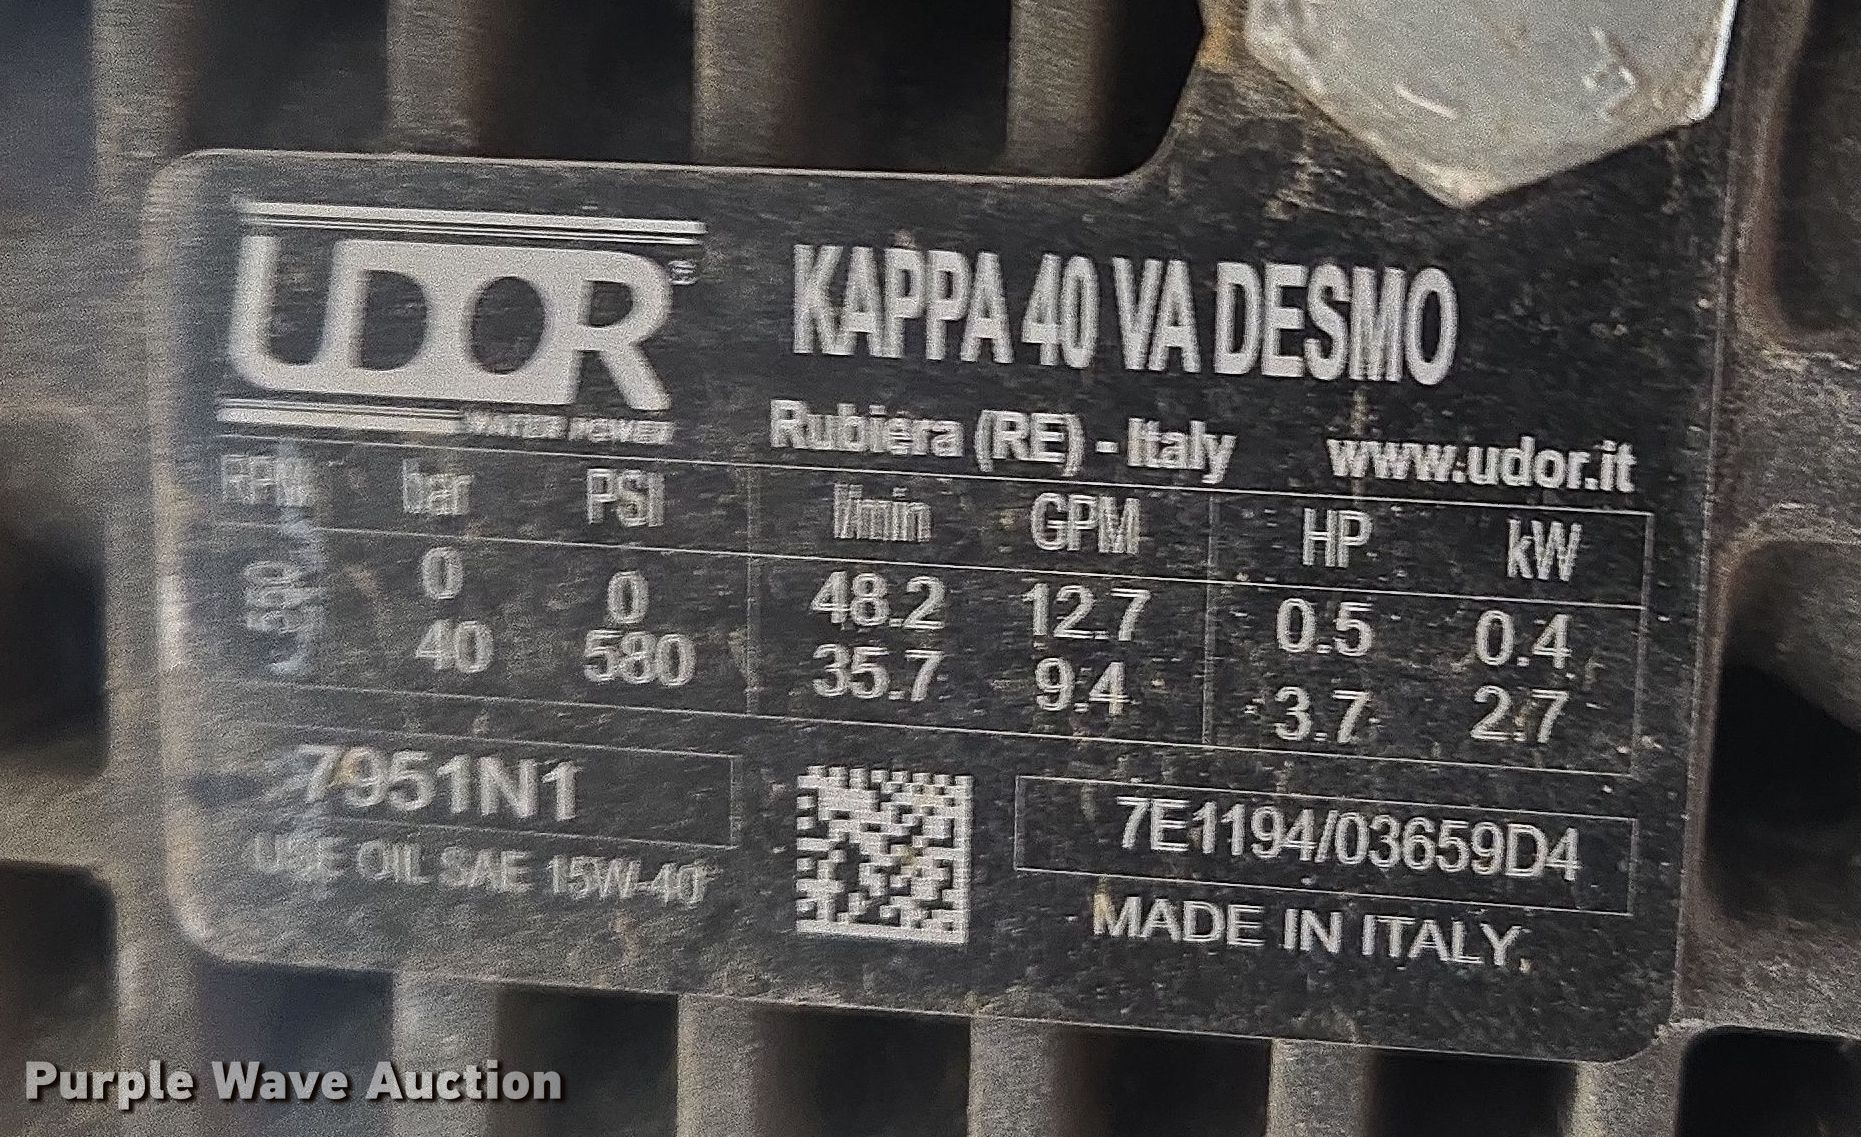 UDOR®
WATER POWER
KAPPA 40 VA DESMO
Rubiera (RE) - Italy www.udor.it
RPM bar PSI l/min GPM HP kW
0 0 48.2 12.7 0.5 0.4
40 580 35.7 9.4 3.7 2.7
7951N1
USE OIL SAE 15W-40
7E1194/03659D4
MADE IN ITALY.
Purple Wave Auction